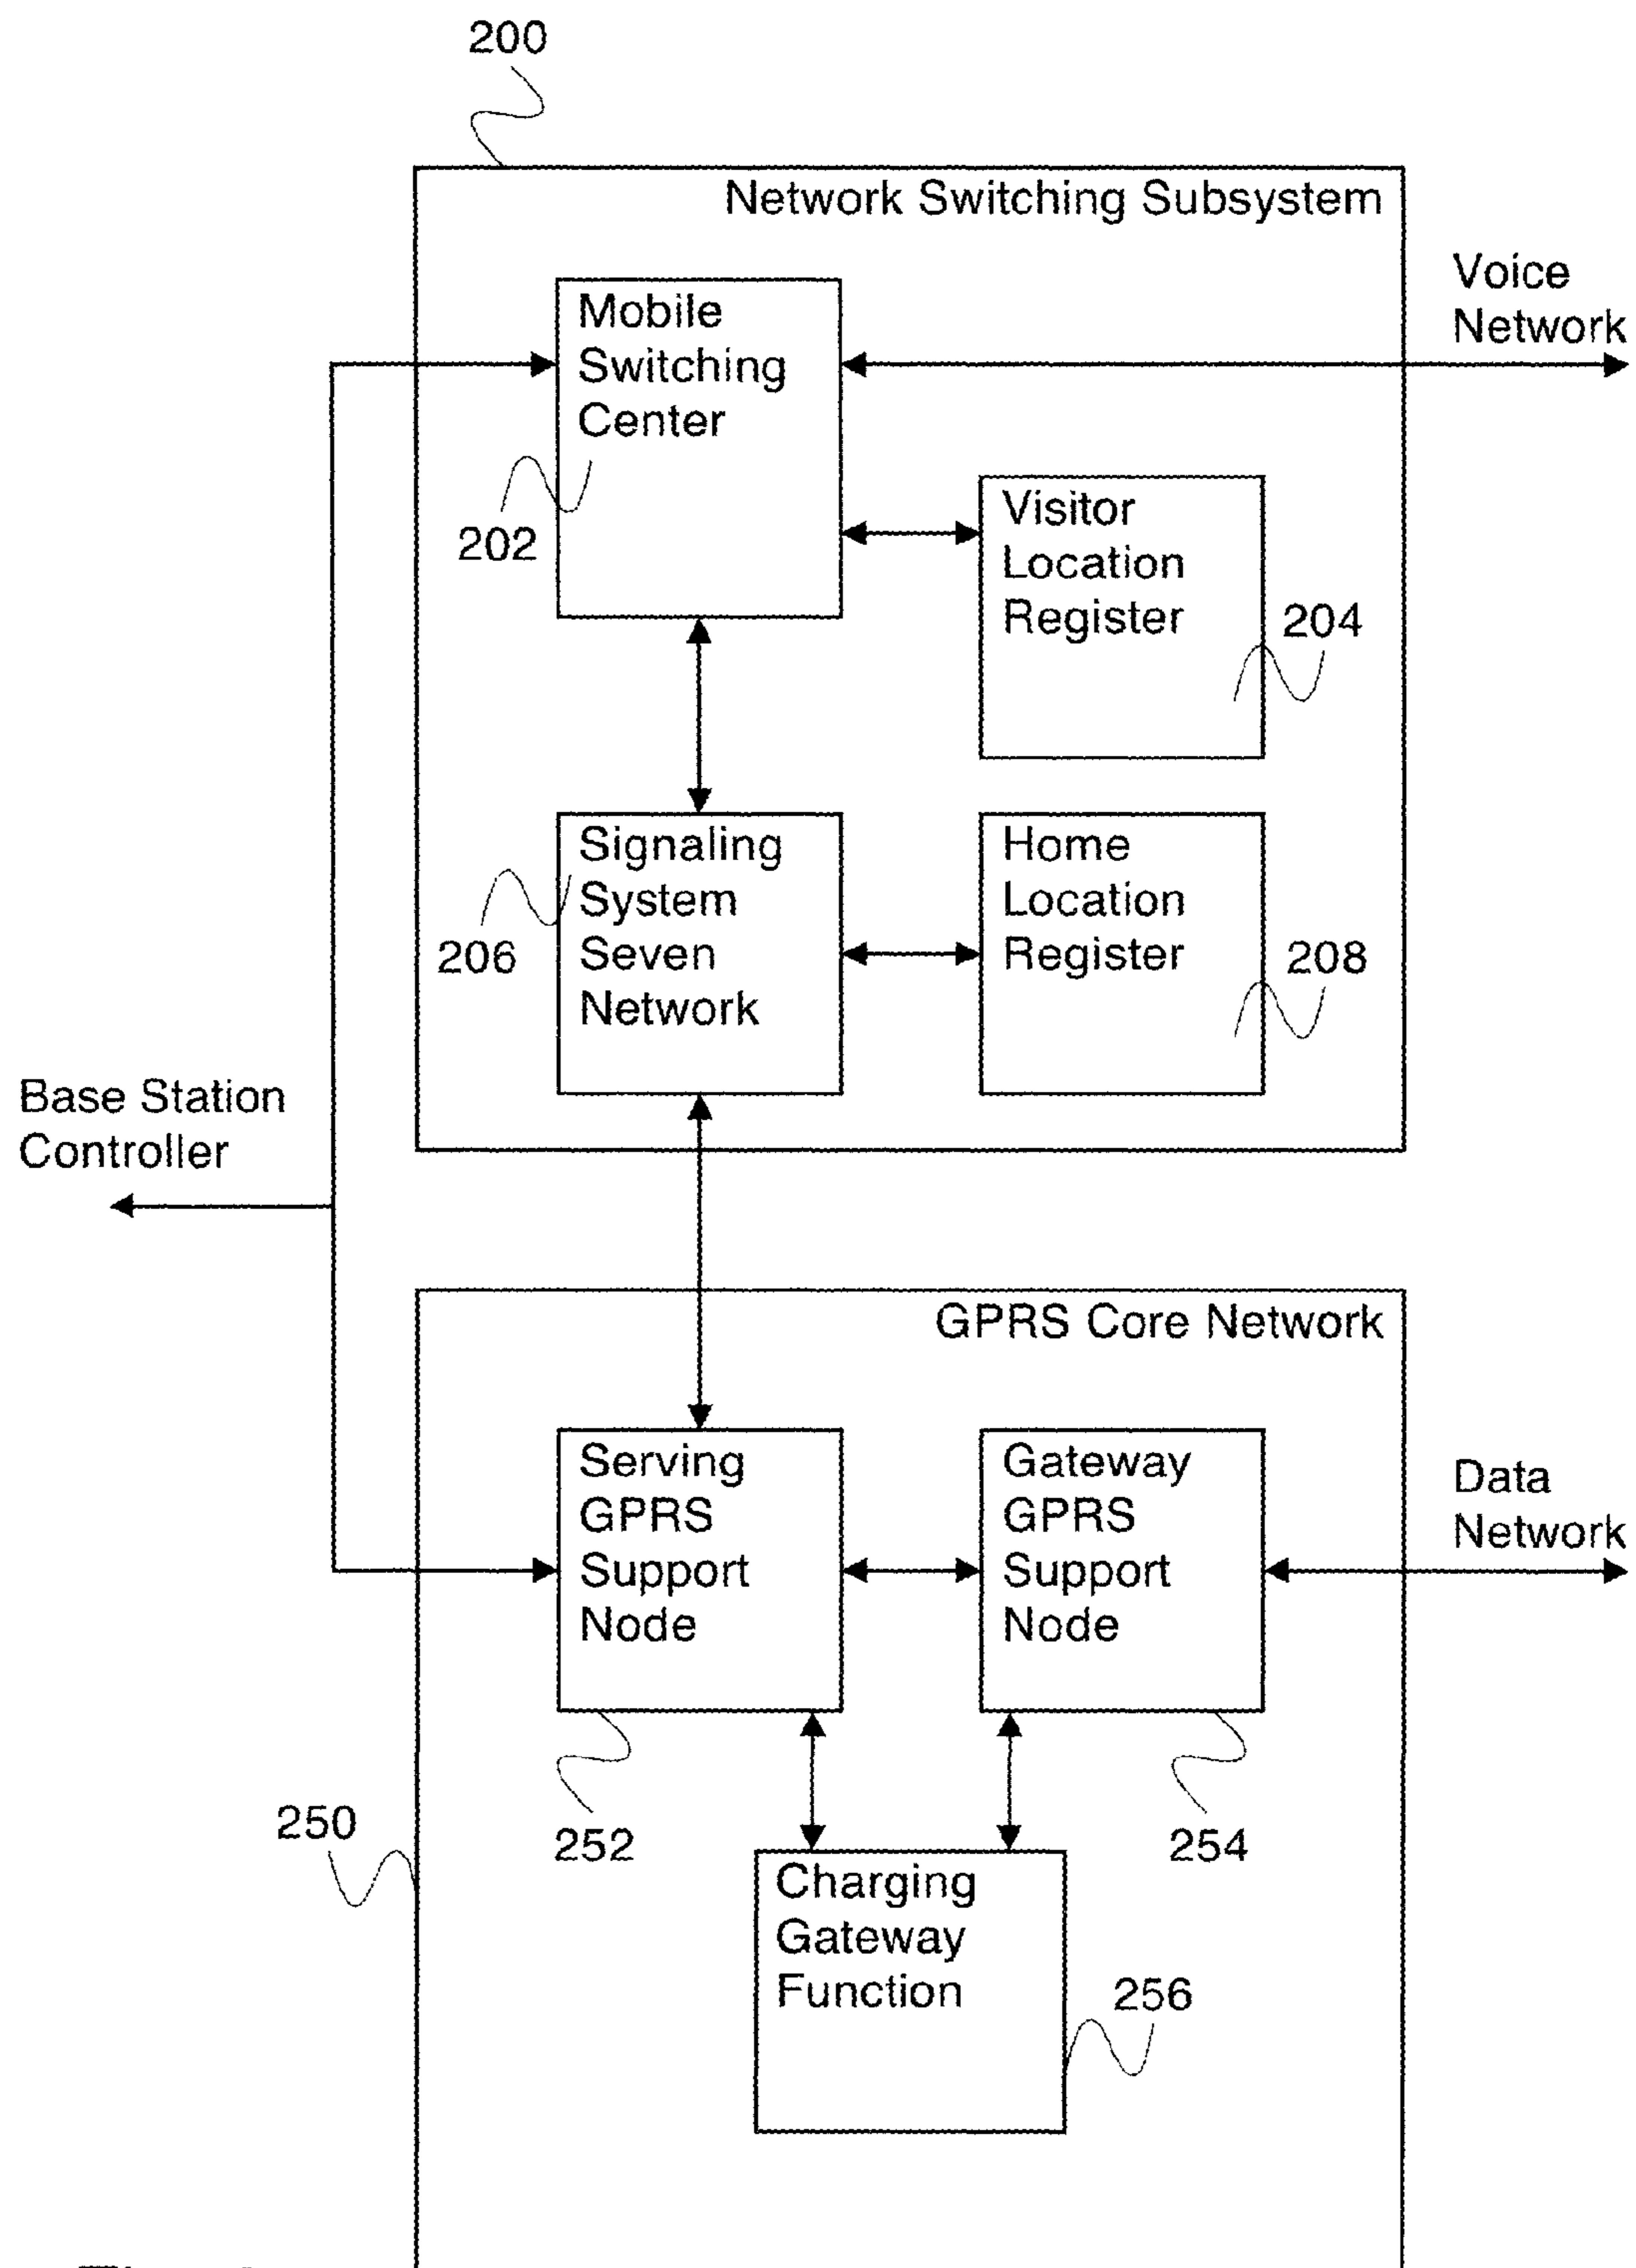 200
Network Switching Subsystem
Voice
Network
Mobile
Switching
Center
202
Visitor
Location
Register
204
Signaling
System
Seven
Network
206
Home
Location
Register
208
Base Station
Controller
GPRS Core Network
Serving
GPRS
Support
Node
Gateway
GPRS
Support
Node
Data
Network
250
252
254
Charging
Gateway
Function
256